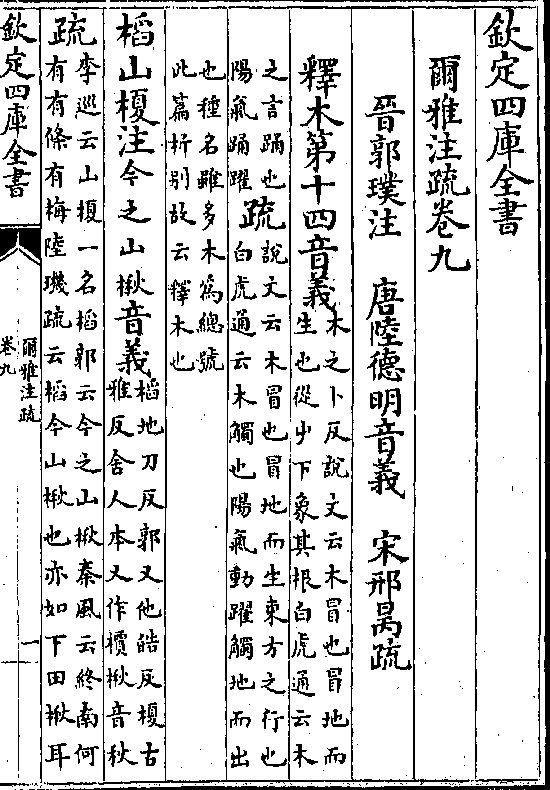 欽定四庫全書
爾雅注疏卷九
晉郭璞注　唐陸德明音義　宋邢昺疏
釋木第十四音義
木之卜反說文云木冒也冒地而
生也從屮下象其根白虎通云木
之言踊也
陽氣踊躍
疏
說文云木冒也冒地而生東方之行也
白虎通云木觸也陽氣動躍觸地而出
也種名雖多木為總號
此篇析别故云釋木也
槄山榎注今之山楸音義
槄地刀反郭又他皓反榎古
雅反舍人本又作檟楸音秋
疏
李巡云山榎一名槄郭云今之山楸秦風云終南何
有有條有梅陸璣疏云槄今山楸也亦如下田楸耳
欽定四庫全書
爾雅注疏
卷九
一